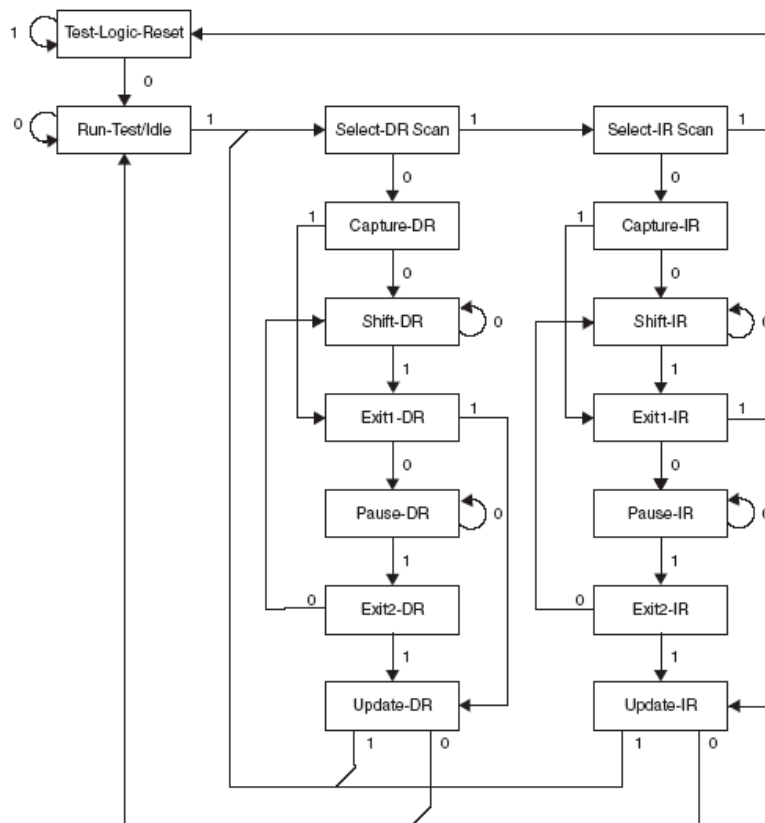 1
Test-Logic-Reset
0
0
Run-Test/Idle
1
Select-DR Scan
1
Select-IR Scan
1
0
0
1
Capture-DR
1
Capture-IR
0
0
Shift-DR
0
Shift-IR
0
1
1
Exit1-DR
1
Exit1-IR
1
0
0
Pause-DR
0
Pause-IR
0
1
1
0
Exit2-DR
0
Exit2-IR
1
1
Update-DR
Update-IR
1
0
1
0